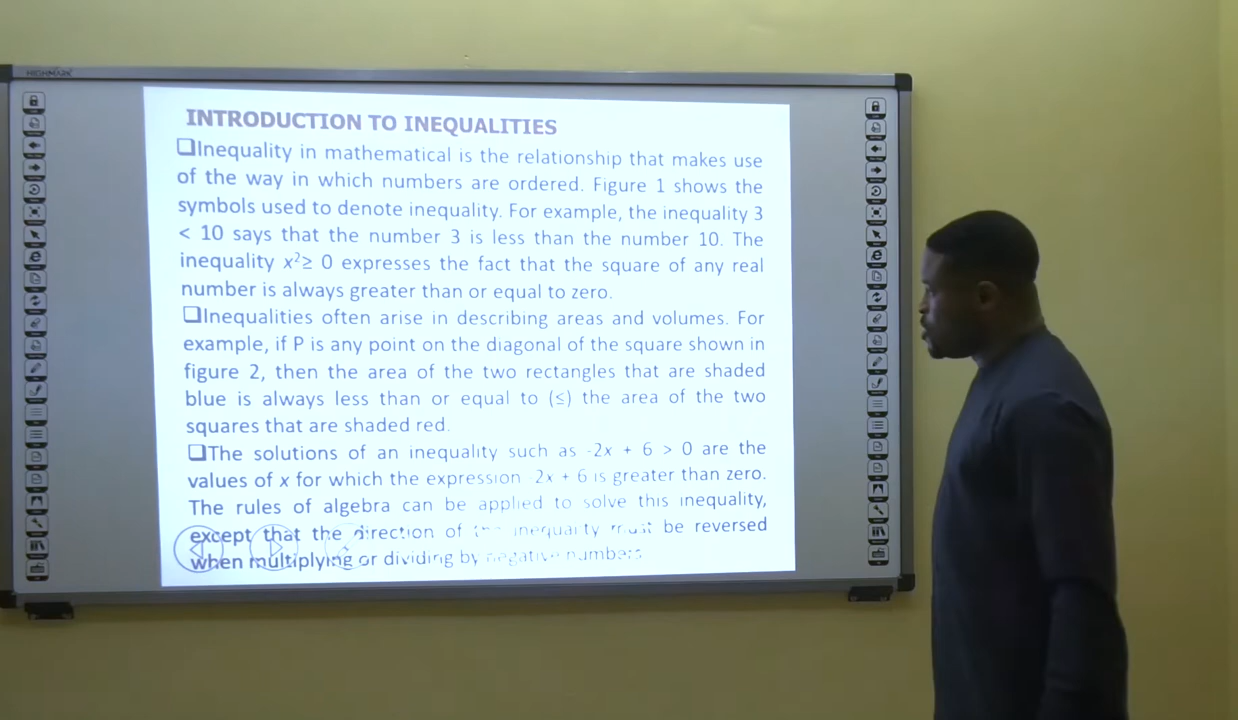 HIGHMARK
INTRODUCTION TO INEQUALITIES
❑Inequality in mathematical is the relationship that makes use
of the way in which numbers are ordered. Figure 1 shows the
symbols used to denote inequality. For example, the inequality 3
< 10 says that the number 3 is less than the number 10. The
inequality x²≥ 0 expresses the fact that the square of any real
number is always greater than or equal to zero.
❑Inequalities often arise in describing areas and volumes. For
example, if P is any point on the diagonal of the square shown in
figure 2, then the area of the two rectangles that are shaded
blue is always less than or equal to (≤) the area of the two
squares that are shaded red.
❑The solutions of an inequality such as -2x + 6 > 0 are the
values of x for which the expression 2x + 6 is greater than zero.
The rules of algebra can be applied to solve this inequality,
except that the direction of the inequality must be reversed
when multiplying or dividing by negative numbers